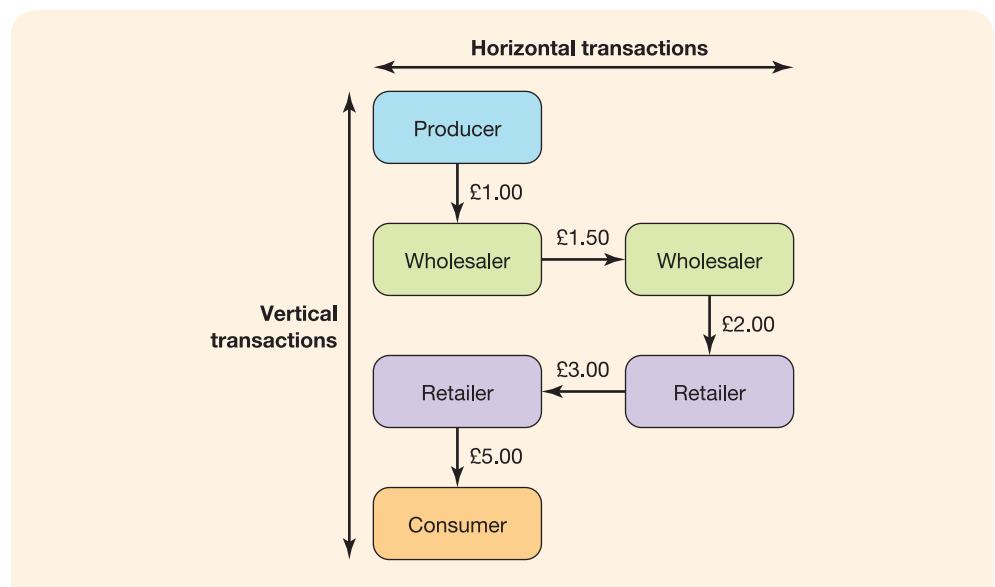 Horizontal transactions
Producer
£1.00
Wholesaler
£1.50
Wholesaler
£2.00
Vertical
transactions
Retailer
£3.00
Retailer
£5.00
Consumer